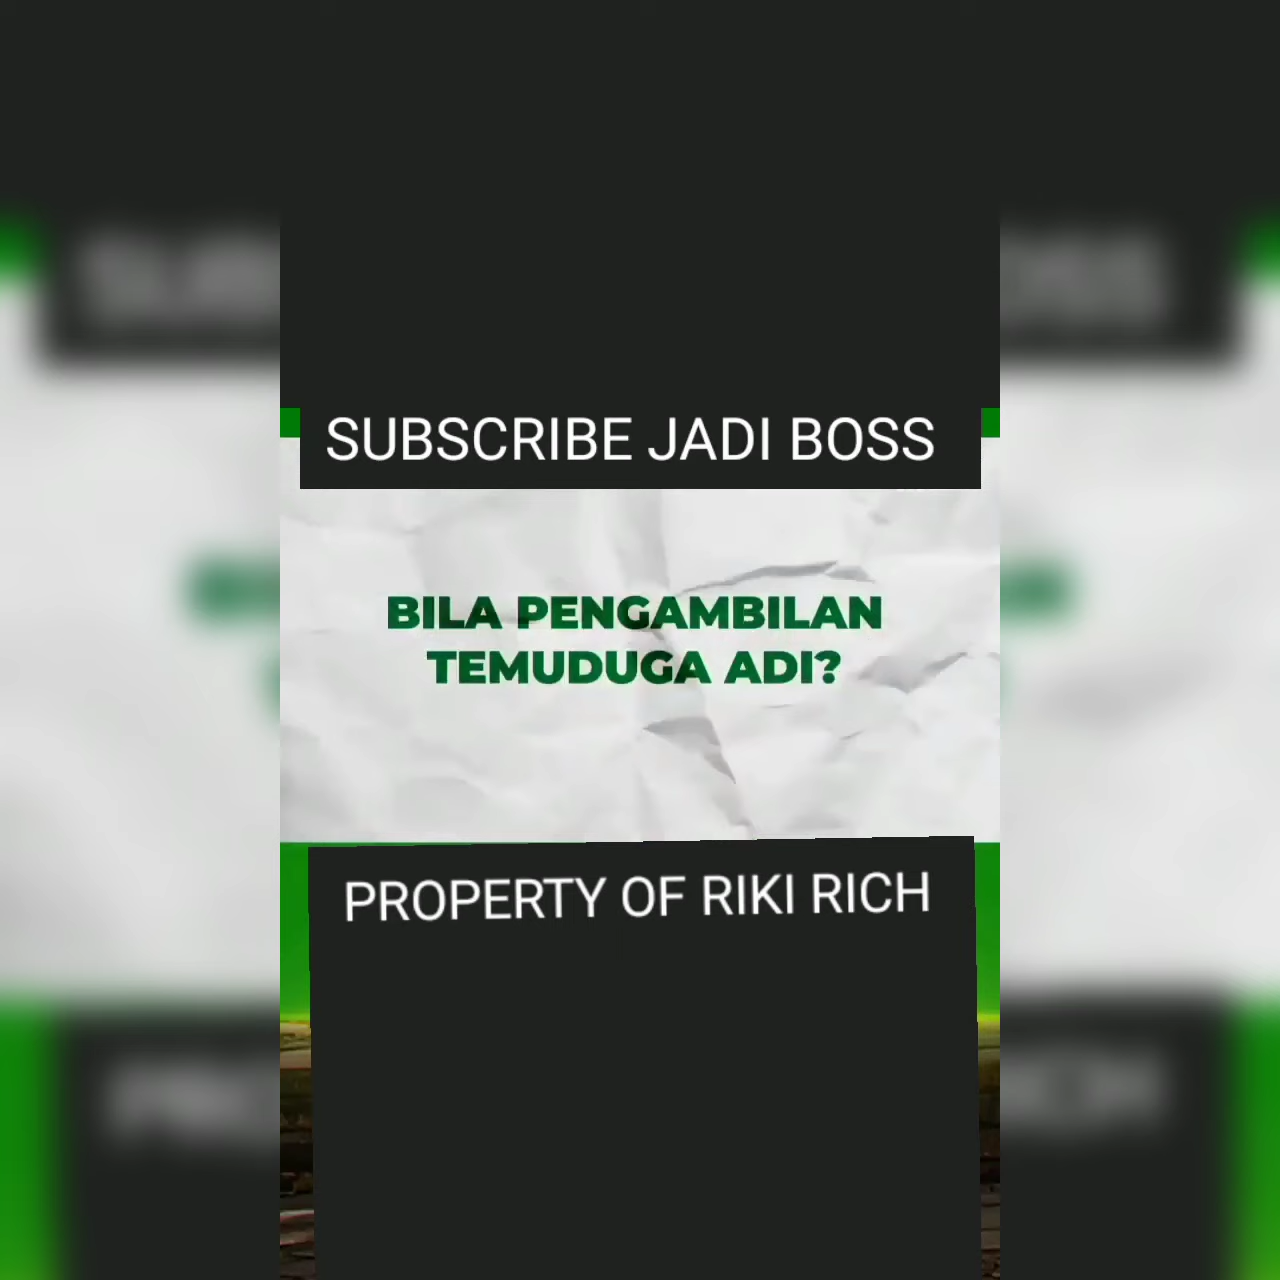 SUBSCRIBE JADI BOSS
BILA PENGAMBILAN
TEMUDUGA ADI?
PROPERTY OF RIKI RICH